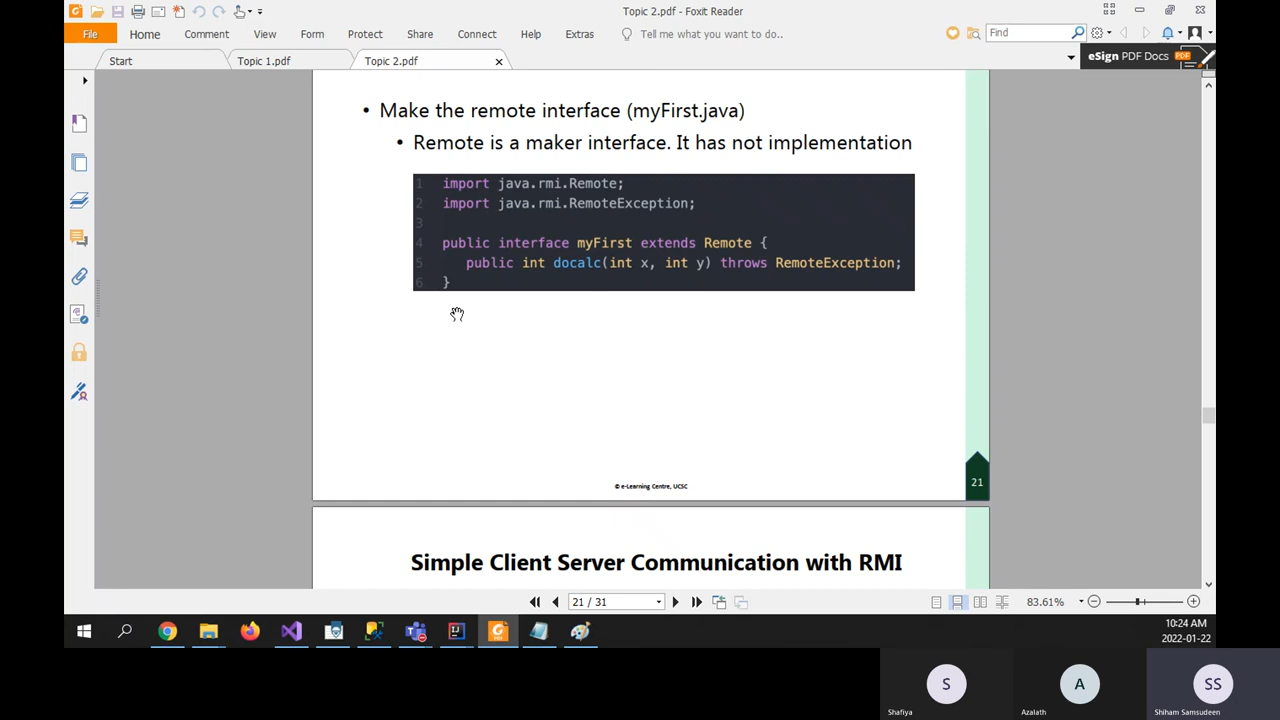 Topic 2.pdf - Foxit Reader
File Home Comment View Form Protect Share Connect Help Extras Tell me what you want to do.. Find
Start Topic 1.pdf Topic 2.pdf eSign PDF Docs PDF
• Make the remote interface (myFirst.java)
• Remote is a maker interface. It has not implementation
1 import java.rmi.Remote;
2 import java.rmi.RemoteException;
3
4 public interface myFirst extends Remote {
5 public int docalc(int x, int y) throws RemoteException;
6 }
© e-Learning Centre, UCSC
21
Simple Client Server Communication with RMI
21 / 31 83.61%
10:24 AM
2022-01-22
S A SS
Shafiya Azalath Shiham Samsudeen